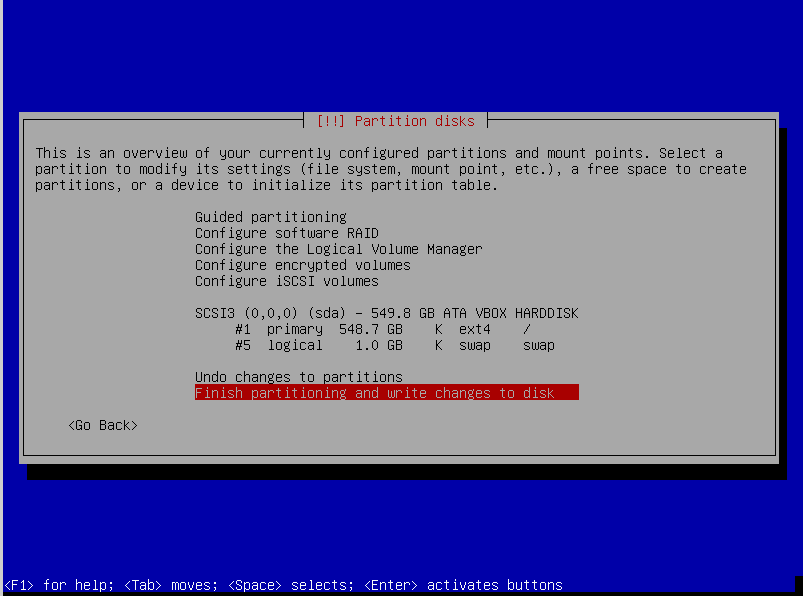 [!!] Partition disks
This is an overview of your currently configured partitions and mount points. Select a
partition to modify its settings (file system, mount point, etc.), a free space to create
partitions, or a device to initialize its partition table.
Guided partitioning
Configure software RAID
Configure the Logical Volume Manager
Configure encrypted volumes
Configure iSCSI volumes
SCSI3 (0,0,0) (sda) - 549.8 GB ATA VBOX HARDDISK
#1 primary 548.7 GB K ext4 /
#5 logical 1.0 GB K swap swap
Undo changes to partitions
Finish partitioning and write changes to disk
<Go Back>
<F1> for help; <Tab> moves; <Space> selects; <Enter> activates buttons